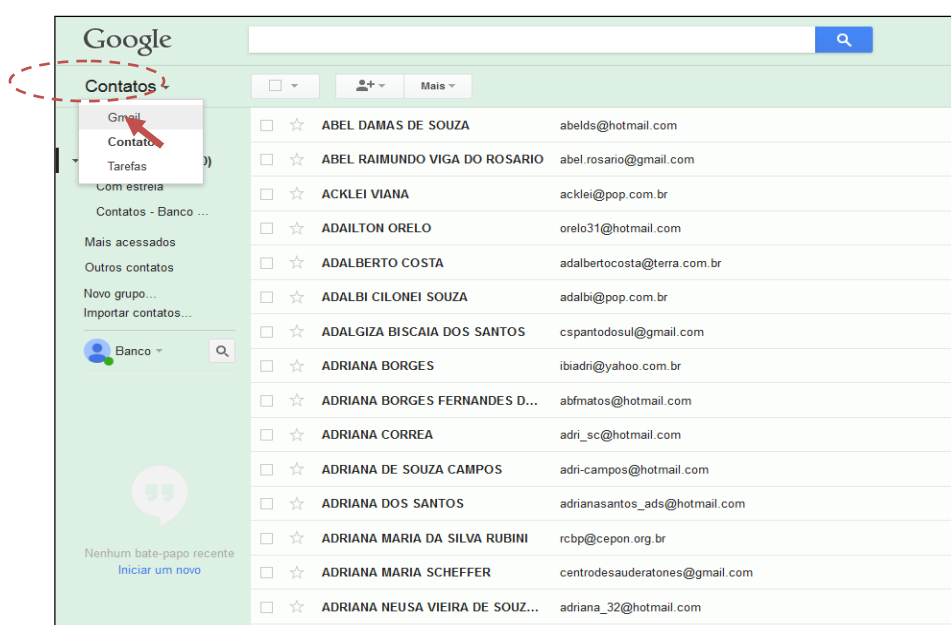 Google
Contatos
Mais
Gmail
Contatos
Tarefas
Com estrela
Contatos - Banco ...
Mais acessados
Outros contatos
Novo grupo...
Importar contatos...
Banco
Nenhum bate-papo recente
Iniciar um novo
ABEL DAMAS DE SOUZA abelds@hotmail.com
ABEL RAIMUNDO VIGA DO ROSARIO abel.rosario@gmail.com
ACKLEI VIANA acklei@pop.com.br
ADAILTON ORELO orelo31@hotmail.com
ADALBERTO COSTA adalbertocosta@terra.com.br
ADALBI CILONEI SOUZA adalbi@pop.com.br
ADALGIZA BISCAIA DOS SANTOS cspantodosul@gmail.com
ADRIANA BORGES ibiadri@yahoo.com.br
ADRIANA BORGES FERNANDES D... abfmatos@hotmail.com
ADRIANA CORREA adri_sc@hotmail.com
ADRIANA DE SOUZA CAMPOS adri-campos@hotmail.com
ADRIANA DOS SANTOS adrianasantos_ads@hotmail.com
ADRIANA MARIA DA SILVA RUBINI rcbp@cepon.org.br
ADRIANA MARIA SCHEFFER centrodesauderatones@gmail.com
ADRIANA NEUSA VIEIRA DE SOUZ... adriana_32@hotmail.com